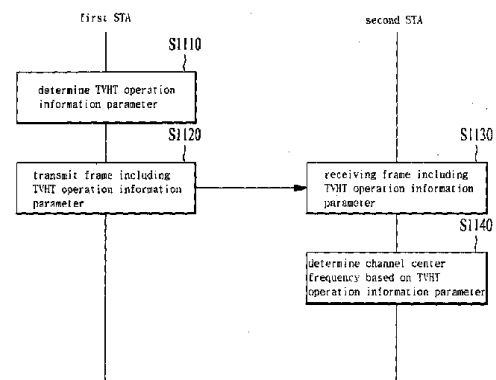 first STA
second STA
S1110
determine TVHT operation
information parameter
S1120
transmit frame including
TVHT operation information
parameter
S1130
receiving frame including
TVHT operation information
parameter
S1140
determine channel center
frequency based on TVHT
operation information parameter